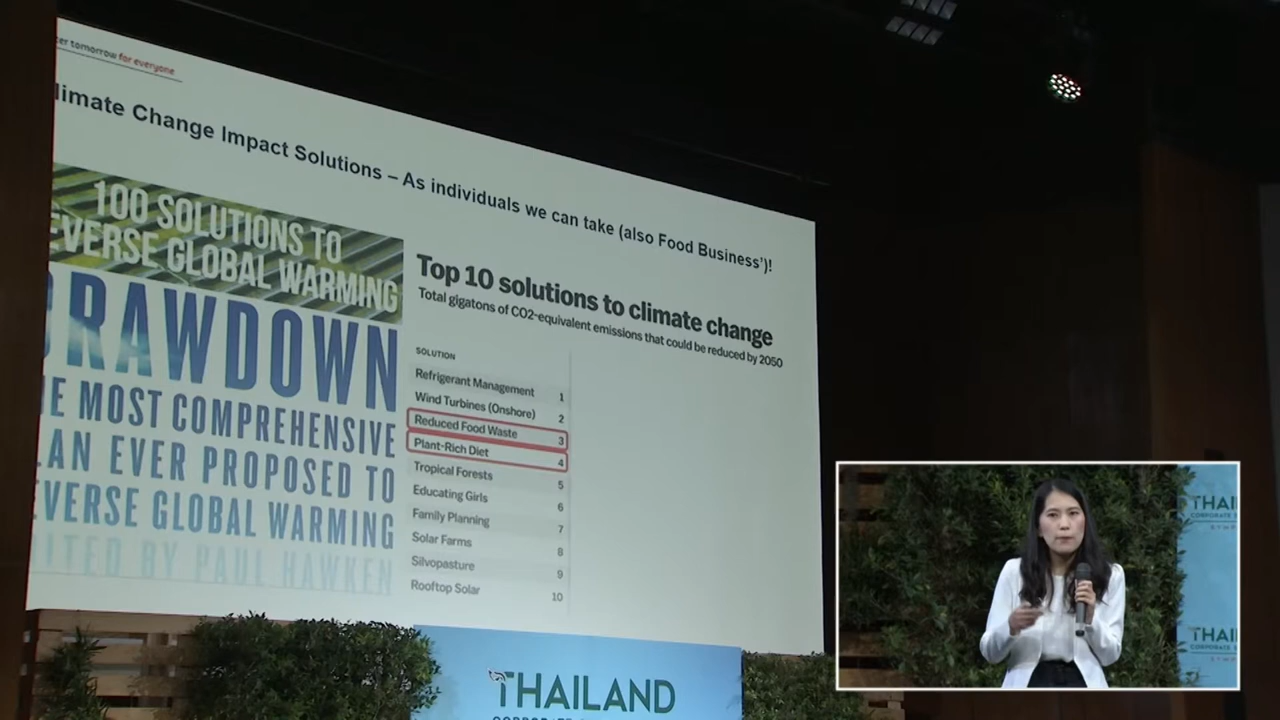 tomorrow for everyone
limate Change Impact Solutions – As individuals we can take (also Food Business')!
100 SOLUTIONS TO
EVERSE GLOBAL WARMING
RAWDOWN
E MOST COMPREHENSIVE
AN EVER PROPOSED TO
EVERSE GLOBAL WARMING
ITED BY PAUL HAWKEN
Top 10 solutions to climate change
Total gigatons of CO2-equivalent emissions that could be reduced by 2050
SOLUTION
Refrigerant Management 1
Wind Turbines (Onshore) 2
Reduced Food Waste 3
Plant-Rich Diet 4
Tropical Forests 5
Educating Girls 6
Family Planning 7
Solar Farms 8
Silvopasture 9
Rooftop Solar 10
THAILAND
THAIL
CORPORATE
THAIL
CORPORATE